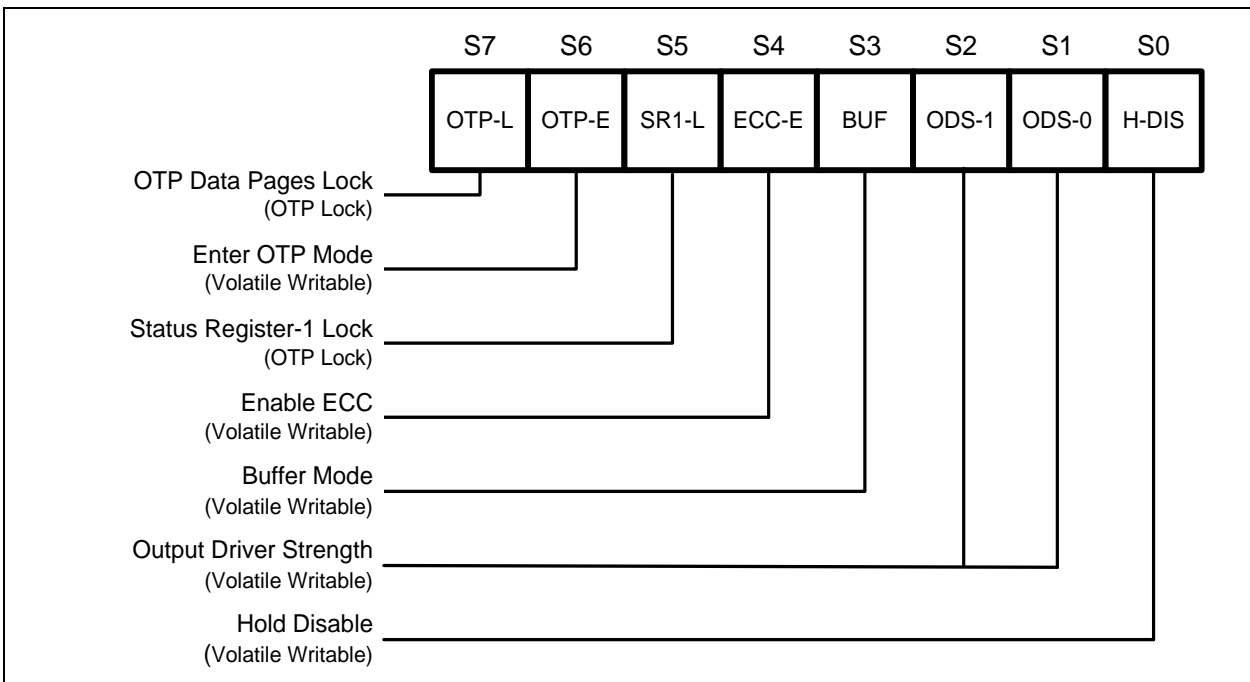 S7 S6 S5 S4 S3 S2 S1 S0
OTP-L OTP-E SR1-L ECC-E BUF ODS-1 ODS-0 H-DIS
OTP Data Pages Lock
(OTP Lock)
Enter OTP Mode
(Volatile Writable)
Status Register-1 Lock
(OTP Lock)
Enable ECC
(Volatile Writable)
Buffer Mode
(Volatile Writable)
Output Driver Strength
(Volatile Writable)
Hold Disable
(Volatile Writable)